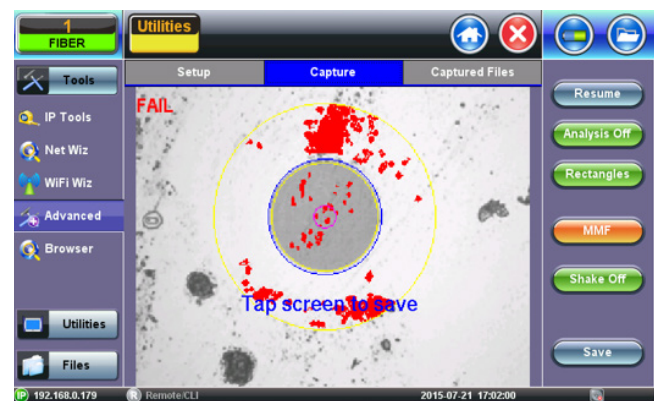 1
FIBER
Utilities
Tools
IP Tools
Net Wiz
WiFi Wiz
Advanced
Browser
Utilities
Files
Setup
Capture
Captured Files
FAIL
Tap screen to save
Resume
Analysis Off
Rectangles
MMF
Shake Off
Save
IP 192.168.0.179
R Remote/CLI
2015-07-21 17:02:00